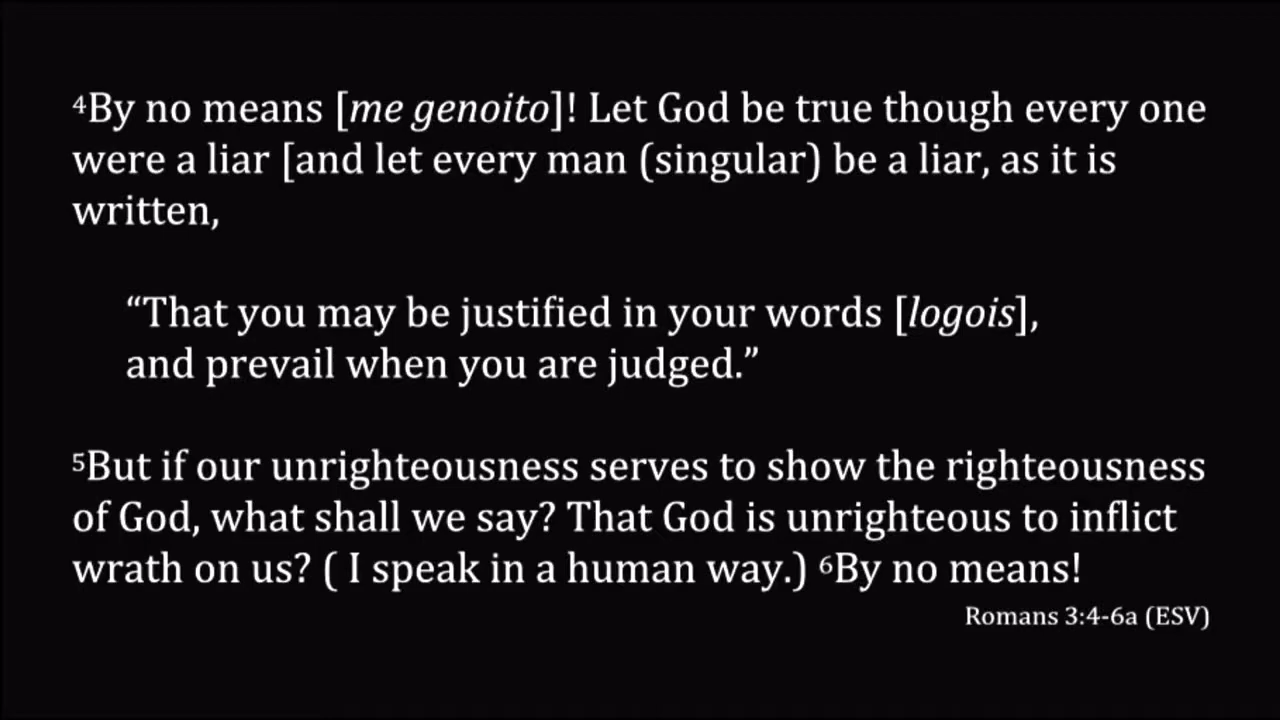 ⁴By no means [me genoito]! Let God be true though every one
were a liar [and let every man (singular) be a liar, as it is
written,
“That you may be justified in your words [logois],
and prevail when you are judged.”
⁵But if our unrighteousness serves to show the righteousness
of God, what shall we say? That God is unrighteous to inflict
wrath on us? ( I speak in a human way.) ⁶By no means!
Romans 3:4-6a (ESV)